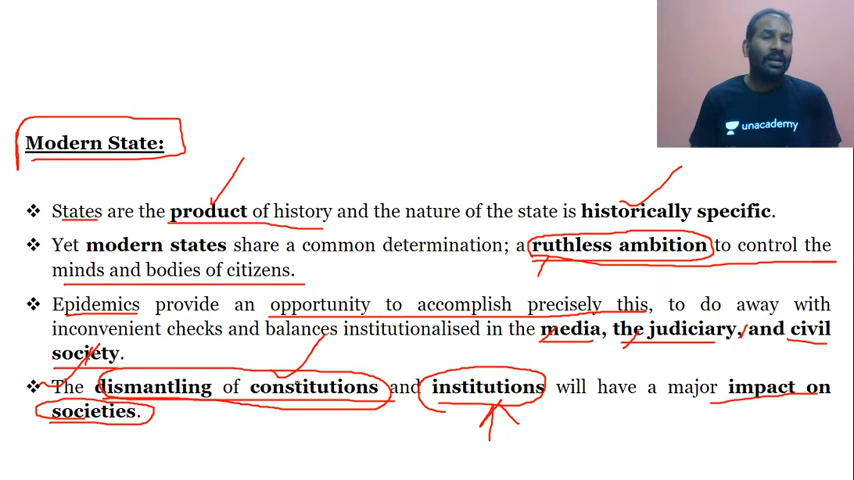 unacademy
Modern State:
❖ States are the product of history and the nature of the state is historically specific.
❖ Yet modern states share a common determination; a ruthless ambition to control the
minds and bodies of citizens.
❖ Epidemics provide an opportunity to accomplish precisely this, to do away with
inconvenient checks and balances institutionalised in the media, the judiciary, and civil
society.
❖ The dismantling of constitutions and institutions will have a major impact on
societies.